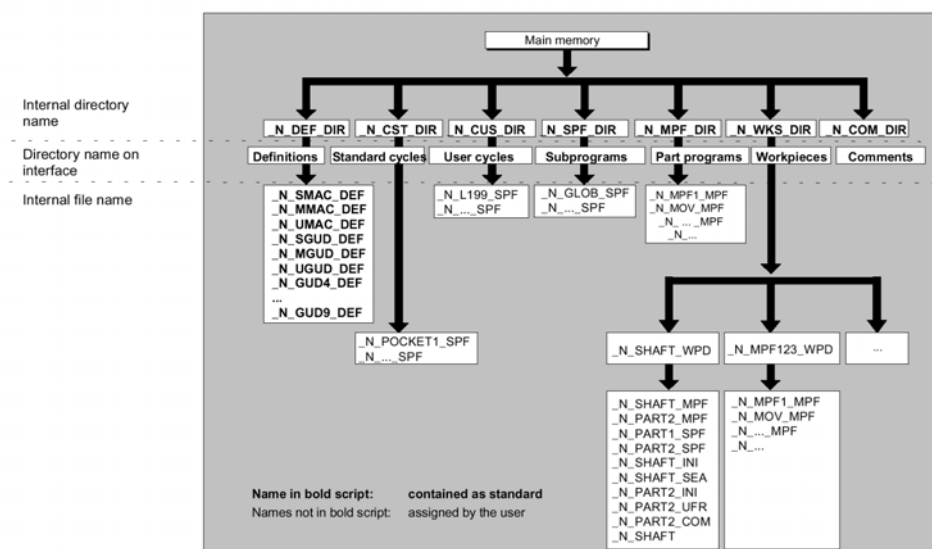 Main memory
Internal directory
name
_N_DEF_DIR _N_CST_DIR _N_CUS_DIR _N_SPF_DIR _N_MPF_DIR _N_WKS_DIR _N_COM_DIR
Directory name on
interface
Definitions Standard cycles User cycles Subprograms Part programs Workpieces Comments
Internal file name
_N_SMAC_DEF
_N_MMAC_DEF
_N_UMAC_DEF
_N_SGUD_DEF
_N_MGUD_DEF
_N_UGUD_DEF
_N_GUD4_DEF
...
_N_GUD9_DEF
_N_L199_SPF
_N_..._SPF
_N_GLOB_SPF
_N_..._SPF
_N_MPF1_MPF
_N_MOV_MPF
_N_ ... _MPF
_N_...
_N_POCKET1_SPF
_N_..._SPF
_N_SHAFT_WPD
_N_MPF123_WPD
...
_N_SHAFT_MPF
_N_PART2_MPF
_N_PART1_SPF
_N_PART2_SPF
_N_SHAFT_INI
_N_SHAFT_SEA
_N_PART2_INI
_N_PART2_UFR
_N_PART2_COM
_N_SHAFT
_N_MPF1_MPF
_N_MOV_MPF
_N_..._MPF
_N_...
Name in bold script: contained as standard
Names not in bold script: assigned by the user